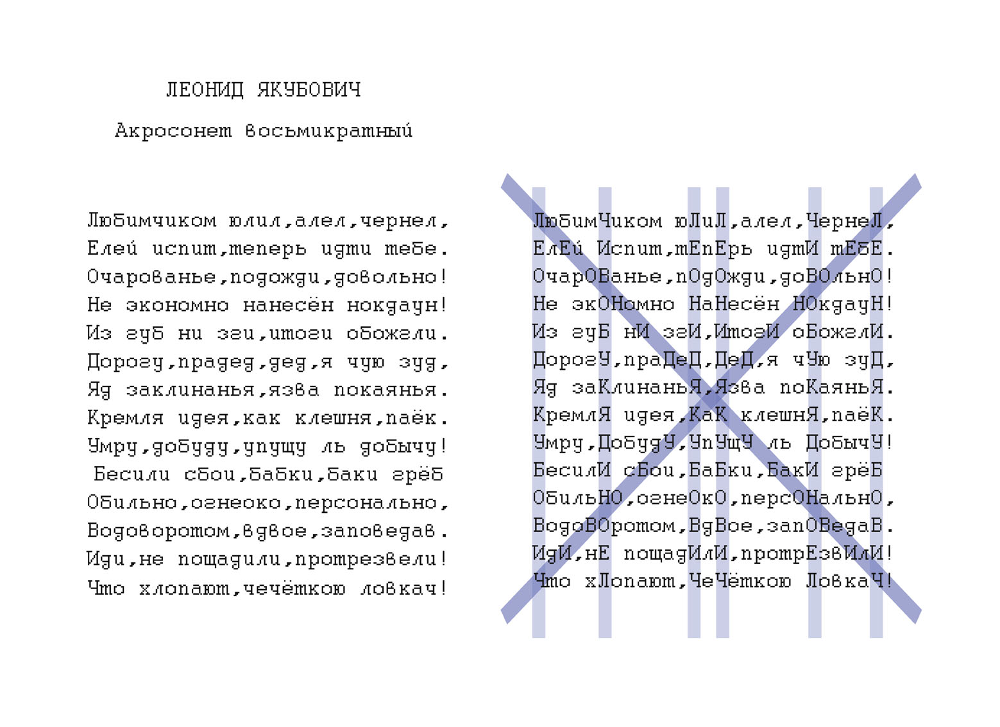 ЛЕОНИД ЯКУБОВИЧ
Акросонет восьмикратный
Любимчиком юлил,алел,чернел,
Елей испит,теперь идти тебе.
Очарованье,подожди,довольно!
Не экономно нанесён нокдаун!
Из губ ни зги,итоги обожгли.
Дорогу,прадед,дед,я чую зуд,
Яд заклинанья,язва покаянья.
Кремля идея,как клешня,паёк.
Умру,добуду,упущу ль добычу!
Бесили сбои,бабки,баки грёб
Обильно,огнеоко,персонально,
Водоворотом,вдвое,заповедав.
Иди,не пощадили,протрезвели!
Что хлопают,чечёткою ловкач!
ЛюбимЧиком юЛиЛ,алел,ЧернеЛ,
ЕлЕй Испит,тЕпЕрь идтИ тЕбЕ.
ОчарОВанье,пОдОжди,доВОльнО!
Не экОНомно НаНесён НОкдауН!
Из губ нИ згИ,ИтогИ оБожглИ.
ДорогУ,праДеД,ДеД,я чУю зуД,
Яд заКлинаньЯ,Язва поКаяньЯ.
КремлЯ идея,КаК клешнЯ,паёК.
Умру,ДобудУ,УпУщУ ль ДобычУ!
БесилИ сБои,БаБки,БакИ грёБ
ОбильНО,огнеОкО,персОНальнО,
ВодоВОротом,ВдВое,запОВедаВ.
ИдИ,нЕ пощадИлИ,протрЕзвИлИ!
Что хЛопают,ЧеЧёткою ЛовкаЧ!